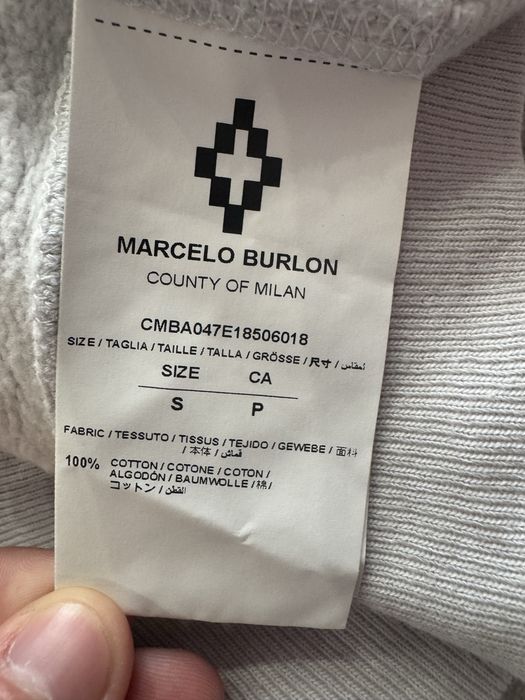 MARCELO BURLON
COUNTY OF MILAN
CMBA047E18506018
SIZE / TAGLIA / TAILLE / TALLA / GRÖSSE / 尺寸 / مقاس
SIZE CA
S P
FABRIC / TESSUTO / TISSUS / TEJIDO / GEWEBE / 面料
/ 本体 / قماش
100% COTTON / COTONE / COTON /
ALGODÓN / BAUMWOLLE / 棉 /
コットン / القطن